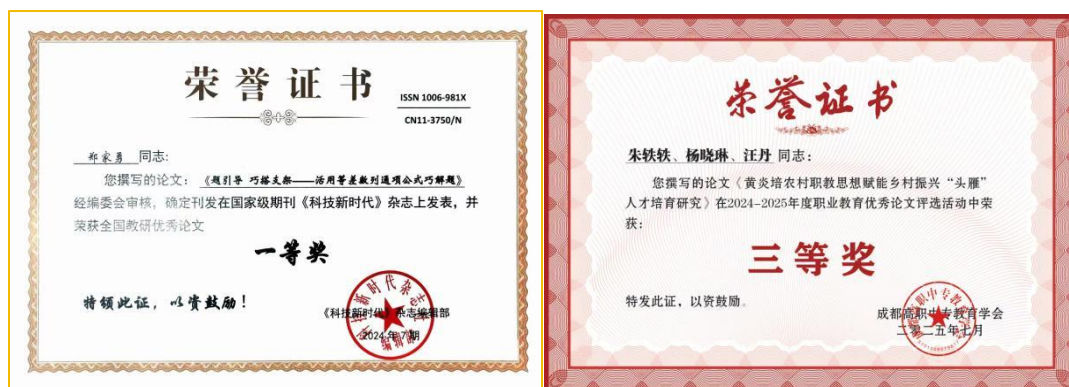 荣誉证书
ISSN 1006-981X
CN11-3750/N
郑家勇 同志:
您撰写的论文：《题引导 巧搭支架——活用等差数列通项公式巧解题》
经编委会审核，确定刊发在国家级期刊《科技新时代》杂志上发表，并
荣获全国教研优秀论文
一等奖
特颁此证，以资鼓励！
《科技新时代》杂志编辑部
2024年7期
荣誉证书
朱轶轶、杨晓琳、汪丹 同志：
您撰写的论文《黄炎培农村职教思想赋能乡村振兴“头雁”
人才培育研究》在2024-2025年度职业教育优秀论文评选活动中荣
获：
三等奖
特发此证，以资鼓励。
成都高职中专教育学会
二〇二五年七月